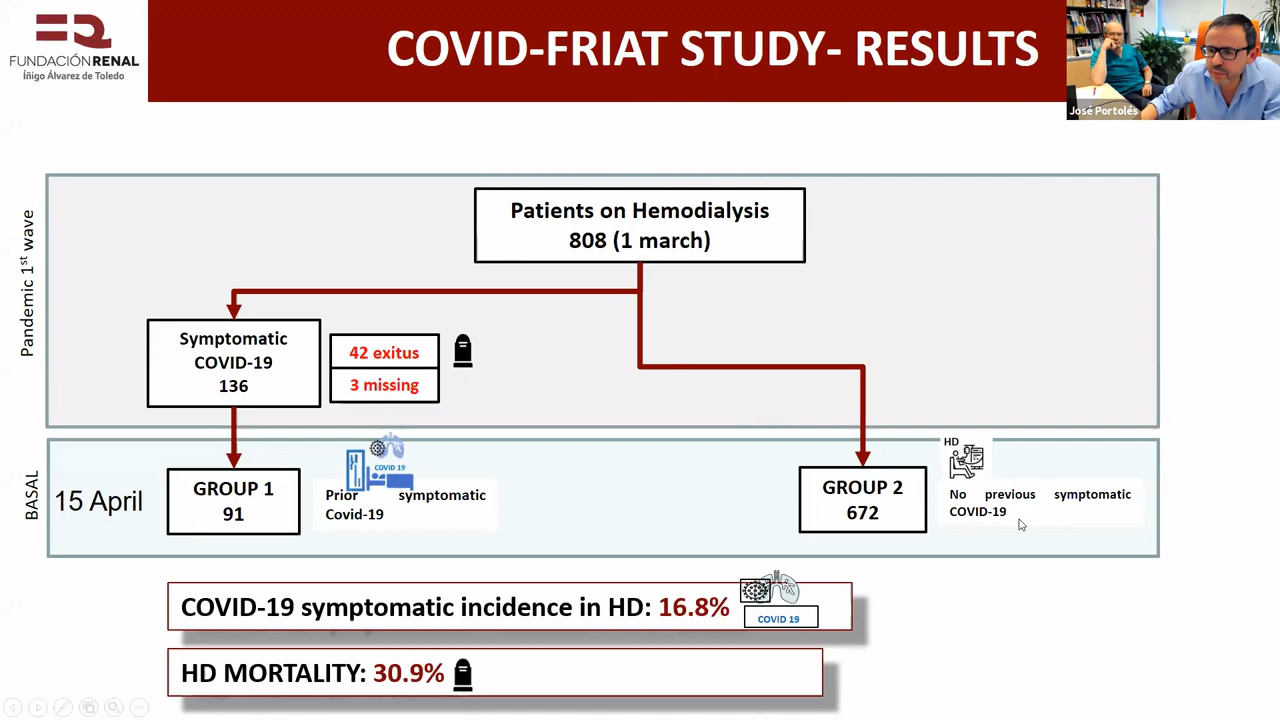 FUNDACIÓN RENAL
Íñigo Álvarez de Toledo
COVID-FRIAT STUDY- RESULTS
José Portolés
Pandemic 1st wave
Patients on Hemodialysis
808 (1 march)
Symptomatic
COVID-19
136
42 exitus
3 missing
BASAL
15 April
GROUP 1
91
COVID 19
Prior symptomatic
Covid-19
GROUP 2
672
HD
No previous symptomatic
COVID-19
COVID-19 symptomatic incidence in HD: 16.8%
COVID 19
HD MORTALITY: 30.9%